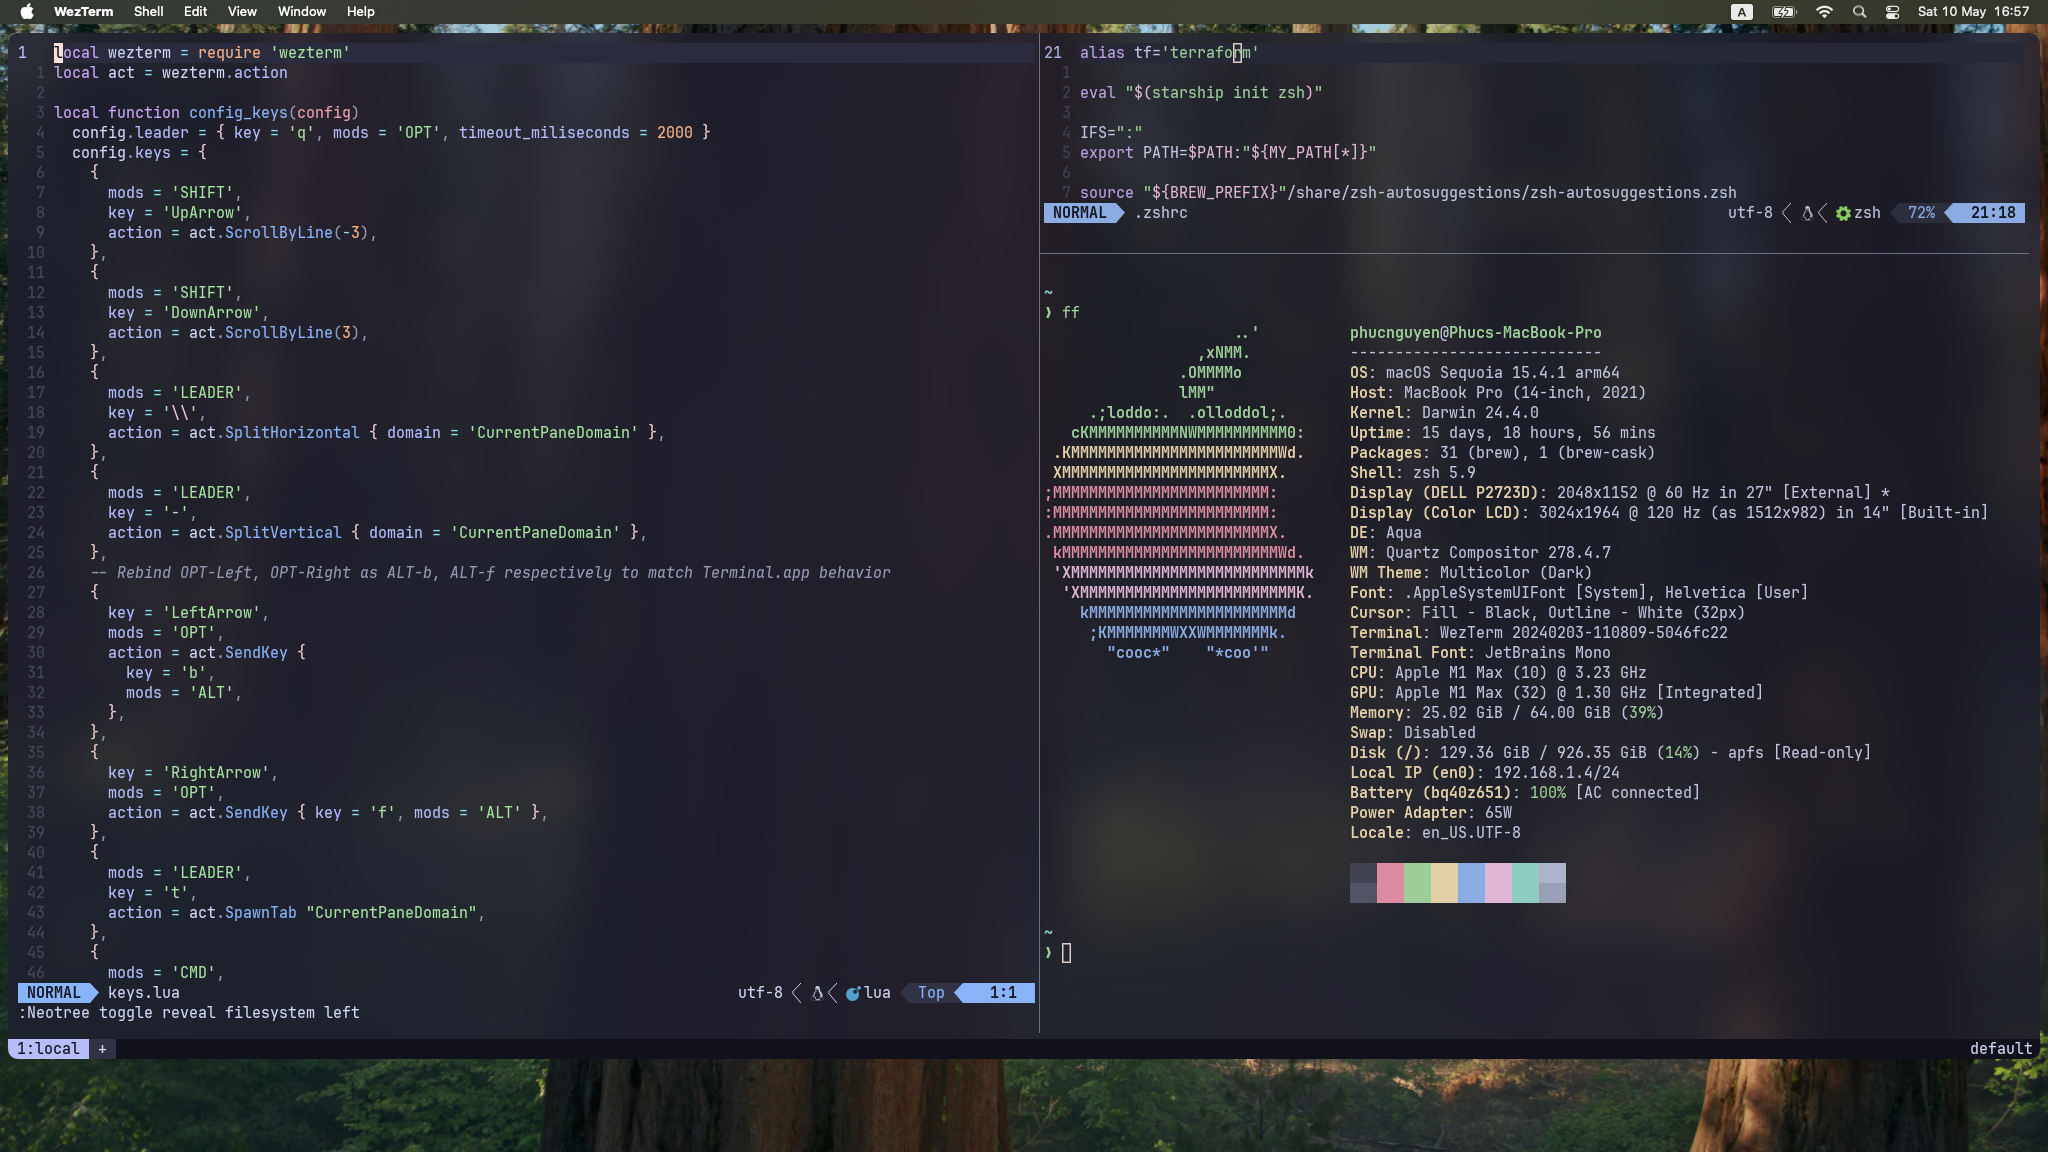 WezTerm Shell Edit View Window Help A Sat 10 May 16:57
1 local wezterm = require 'wezterm'
1 local act = wezterm.action
2
3 local function config_keys(config)
4 config.leader = { key = 'q', mods = 'OPT', timeout_miliseconds = 2000 }
5 config.keys = {
6 {
7 mods = 'SHIFT',
8 key = 'UpArrow',
9 action = act.ScrollByLine(-3),
10 },
11 {
12 mods = 'SHIFT',
13 key = 'DownArrow',
14 action = act.ScrollByLine(3),
15 },
16 {
17 mods = 'LEADER',
18 key = '\\',
19 action = act.SplitHorizontal { domain = 'CurrentPaneDomain' },
20 },
21 {
22 mods = 'LEADER',
23 key = '-',
24 action = act.SplitVertical { domain = 'CurrentPaneDomain' },
25 },
26 -- Rebind OPT-Left, OPT-Right as ALT-b, ALT-f respectively to match Terminal.app behavior
27 {
28 key = 'LeftArrow',
29 mods = 'OPT',
30 action = act.SendKey {
31 key = 'b',
32 mods = 'ALT',
33 },
34 },
35 {
36 key = 'RightArrow',
37 mods = 'OPT',
38 action = act.SendKey { key = 'f', mods = 'ALT' },
39 },
40 {
41 mods = 'LEADER',
42 key = 't',
43 action = act.SpawnTab "CurrentPaneDomain",
44 },
45 {
46 mods = 'CMD',
NORMAL keys.lua utf-8 lua Top 1:1
:Neotree toggle reveal filesystem left
21 alias tf='terraform'
1
2 eval "$(starship init zsh)"
3
4 IFS=":"
5 export PATH=$PATH:"${MY_PATH[*]}"
6
7 source "${BREW_PREFIX}"/share/zsh-autosuggestions/zsh-autosuggestions.zsh
NORMAL .zshrc utf-8 zsh 72% 21:18
~
❯ ff
..'
,xNMM.
.OMMMMo
lMM"
.;loddo:. .olloddol;.
cKMMMMMMMMMMNWMMMMMMMMMM0:
.KMMMMMMMMMMMMMMMMMMMMMMMWd.
XMMMMMMMMMMMMMMMMMMMMMMMX.
;MMMMMMMMMMMMMMMMMMMMMMMM:
:MMMMMMMMMMMMMMMMMMMMMMMM:
.MMMMMMMMMMMMMMMMMMMMMMMMX.
kMMMMMMMMMMMMMMMMMMMMMMMMWd.
'XMMMMMMMMMMMMMMMMMMMMMMMMMMk
'XMMMMMMMMMMMMMMMMMMMMMMMMK.
kMMMMMMMMMMMMMMMMMMMMMMd
;KMMMMMMMWXXWMMMMMMMk.
"cooc*" "*coo'"
phucnguyen@Phucs-MacBook-Pro
----------------------------
OS: macOS Sequoia 15.4.1 arm64
Host: MacBook Pro (14-inch, 2021)
Kernel: Darwin 24.4.0
Uptime: 15 days, 18 hours, 56 mins
Packages: 31 (brew), 1 (brew-cask)
Shell: zsh 5.9
Display (DELL P2723D): 2048x1152 @ 60 Hz in 27" [External] *
Display (Color LCD): 3024x1964 @ 120 Hz (as 1512x982) in 14" [Built-in]
DE: Aqua
WM: Quartz Compositor 278.4.7
WM Theme: Multicolor (Dark)
Font: .AppleSystemUIFont [System], Helvetica [User]
Cursor: Fill - Black, Outline - White (32px)
Terminal: WezTerm 20240203-110809-5046fc22
Terminal Font: JetBrains Mono
CPU: Apple M1 Max (10) @ 3.23 GHz
GPU: Apple M1 Max (32) @ 1.30 GHz [Integrated]
Memory: 25.02 GiB / 64.00 GiB (39%)
Swap: Disabled
Disk (/): 129.36 GiB / 926.35 GiB (14%) - apfs [Read-only]
Local IP (en0): 192.168.1.4/24
Battery (bq40z651): 100% [AC connected]
Power Adapter: 65W
Locale: en_US.UTF-8
~
❯
1:local + default